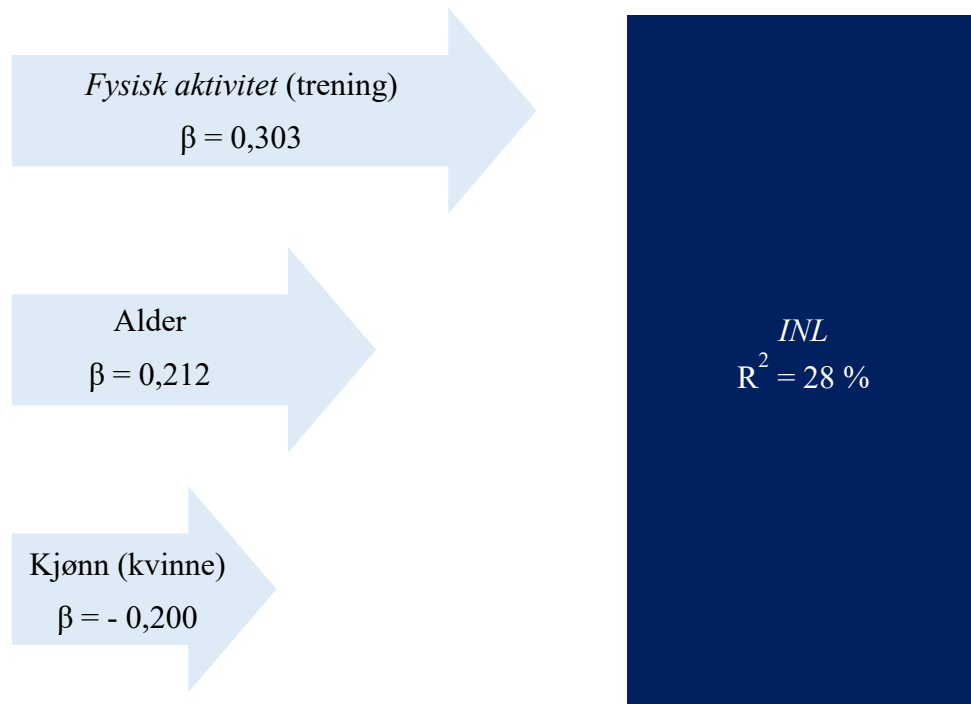 Fysisk aktivitet (trening)
β = 0,303
Alder
β = 0,212
INL
R² = 28 %
Kjønn (kvinne)
β = - 0,200